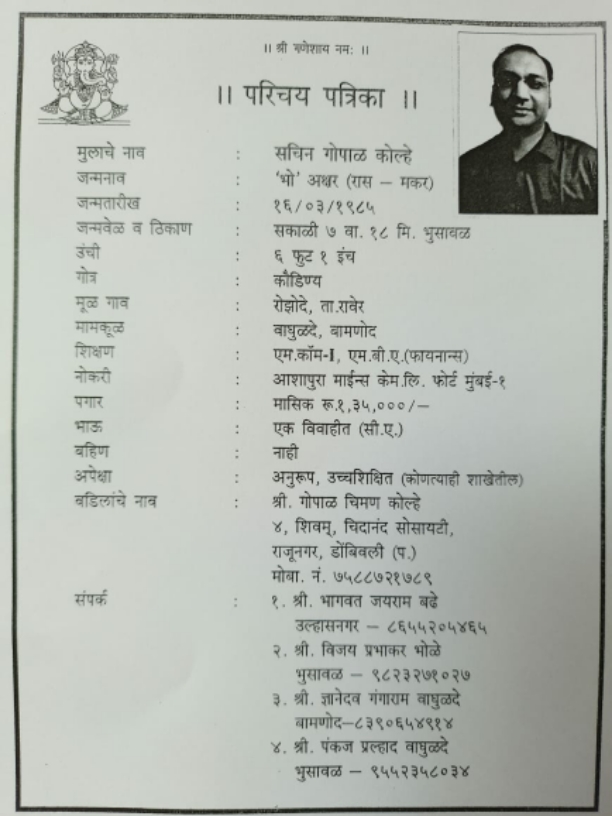 ॥ श्री गणेशाय नमः ॥
॥ परिचय पत्रिका ॥
मुलाचे नाव : सचिन गोपाळ कोल्हे
जन्मनाव : 'भो' अक्षर (रास – मकर)
जन्मतारीख : १६/०३/१९८५
जन्मवेळ व ठिकाण : सकाळी ७ वा. १८ मि. भुसावळ
उंची : ६ फुट १ इंच
गोत्र : कौडिण्य
मूळ गाव : रोझोदे, ता.रावेर
मामकूळ : वाघुळदे, बामणोद
शिक्षण : एम.कॉम-I, एम.बी.ए.(फायनान्स)
नोकरी : आशापुरा माईन्स केम.लि. फोर्ट मुंबई-१
पगार : मासिक रू.१,३५,०००/–
भाऊ : एक विवाहीत (सी.ए.)
बहिण : नाही
अपेक्षा : अनुरूप, उच्चशिक्षित (कोणत्याही शाखेतील)
वडिलांचे नाव : श्री. गोपाळ चिमण कोल्हे
४, शिवम्, चिदानंद सोसायटी,
राजूनगर, डोंबिवली (प.)
मोबा. नं. ७५८८७२१७८९
संपर्क : १. श्री. भागवत जयराम बढे
उल्हासनगर – ८६५५२०५४६५
२. श्री. विजय प्रभाकर भोळे
भुसावळ – ९८२३२७१०२७
३. श्री. ज्ञानेदव गंगाराम वाघुळदे
बामणोद–८३९०६५४९१४
४. श्री. पंकज प्रल्हाद वाघुळदे
भुसावळ – ९५५२३५८०३४